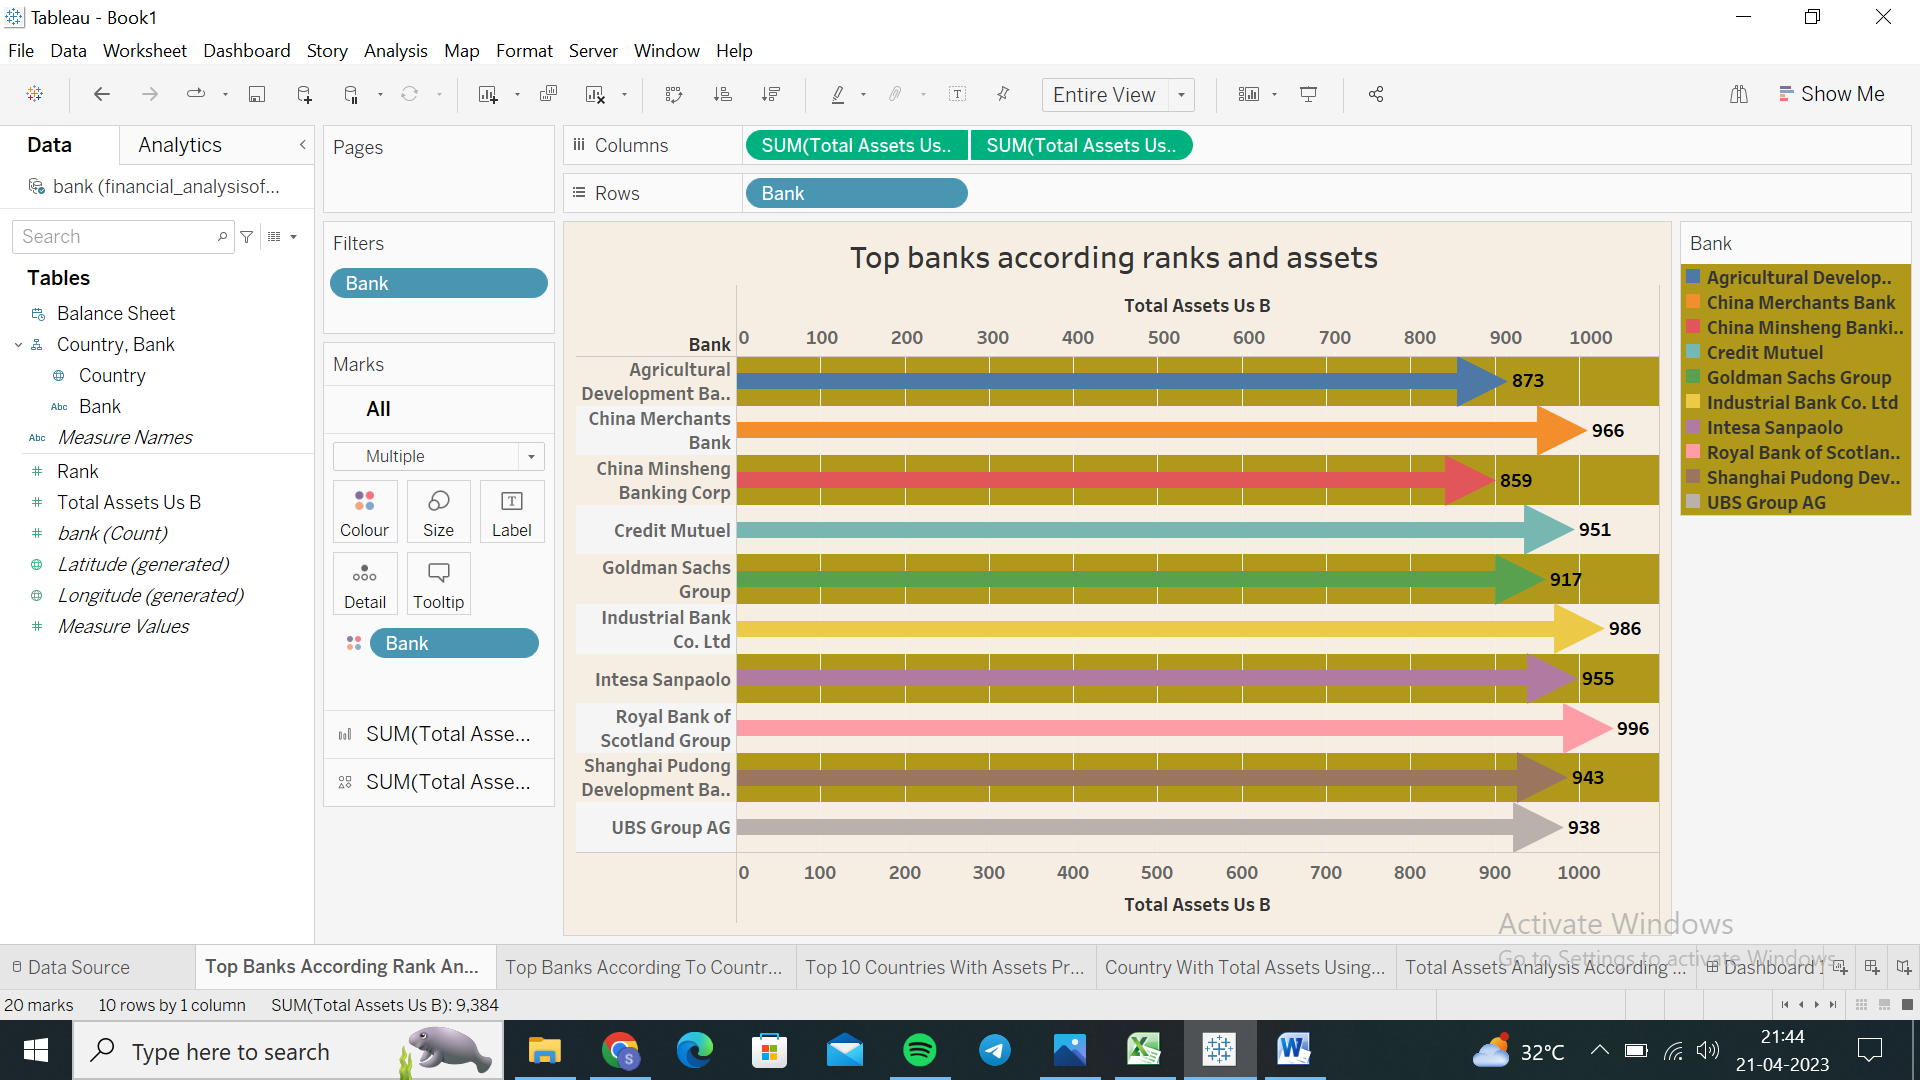 Tableau - Book1
File Data Worksheet Dashboard Story Analysis Map Format Server Window Help
Entire View
Show Me
Data
Analytics
bank (financial_analysisof...
Search
Tables
Balance Sheet
Country, Bank
Country
Abc Bank
Abc Measure Names
# Rank
# Total Assets Us B
# bank (Count)
Latitude (generated)
Longitude (generated)
# Measure Values
Pages
Filters
Bank
Marks
All
Multiple
Colour
Size
T
Label
Detail
Tooltip
Bank
SUM(Total Asse...
SUM(Total Asse...
Columns
SUM(Total Assets Us..
SUM(Total Assets Us..
Rows
Bank
Top banks according ranks and assets
Total Assets Us B
Bank
0 100 200 300 400 500 600 700 800 900 1000
Agricultural
Development Ba..
873
China Merchants
Bank
966
China Minsheng
Banking Corp
859
Credit Mutuel
951
Goldman Sachs
Group
917
Industrial Bank
Co. Ltd
986
Intesa Sanpaolo
955
Royal Bank of
Scotland Group
996
Shanghai Pudong
Development Ba..
943
UBS Group AG
938
0 100 200 300 400 500 600 700 800 900 1000
Total Assets Us B
Bank
Agricultural Develop..
China Merchants Bank
China Minsheng Banki..
Credit Mutuel
Goldman Sachs Group
Industrial Bank Co. Ltd
Intesa Sanpaolo
Royal Bank of Scotlan..
Shanghai Pudong Dev..
UBS Group AG
Activate Windows
Go to Settings to activate Windows.
Data Source
Top Banks According Rank An...
Top Banks According To Countr...
Top 10 Countries With Assets Pr...
Country With Total Assets Using...
Total Assets Analysis According ...
Dashboard 1
20 marks
10 rows by 1 column
SUM(Total Assets Us B): 9,384
Type here to search
S
32°C
21:44
21-04-2023